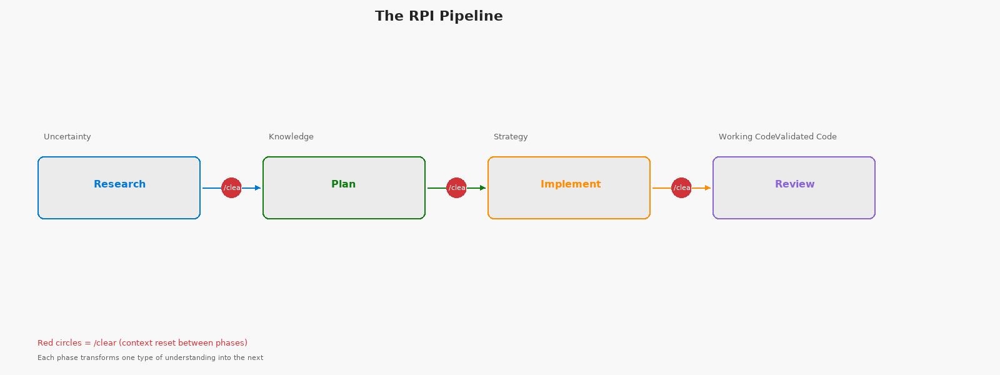 The RPI Pipeline
Uncertainty
Knowledge
Strategy
Working CodeValidated Code
Research
/clea
Plan
/clea
Implement
/clea
Review
Red circles = /clear (context reset between phases)
Each phase transforms one type of understanding into the next